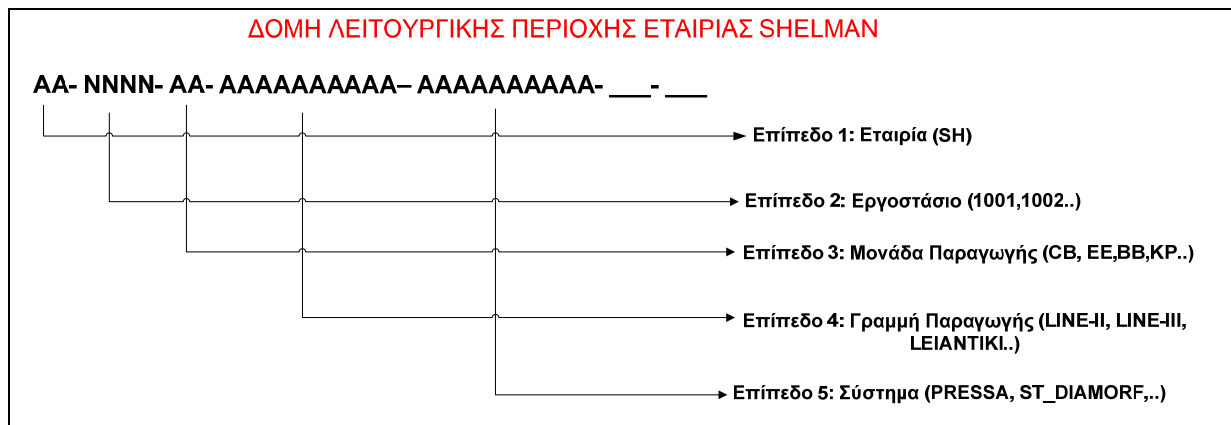 ΔΟΜΗ ΛΕΙΤΟΥΡΓΙΚΗΣ ΠΕΡΙΟΧΗΣ ΕΤΑΙΡΙΑΣ SHELMAN
AA- NNNN- AA- AAAAAAAAAA– AAAAAAAAAA- ___- ___
Επίπεδο 1: Εταιρία (SH)
Επίπεδο 2: Εργοστάσιο (1001,1002..)
Επίπεδο 3: Μονάδα Παραγωγής (CB, EE,BB,KP..)
Επίπεδο 4: Γραμμή Παραγωγής (LINE-II, LINE-III,
LEIANTIKI..)
Επίπεδο 5: Σύστημα (PRESSA, ST_DIAMORF,..)